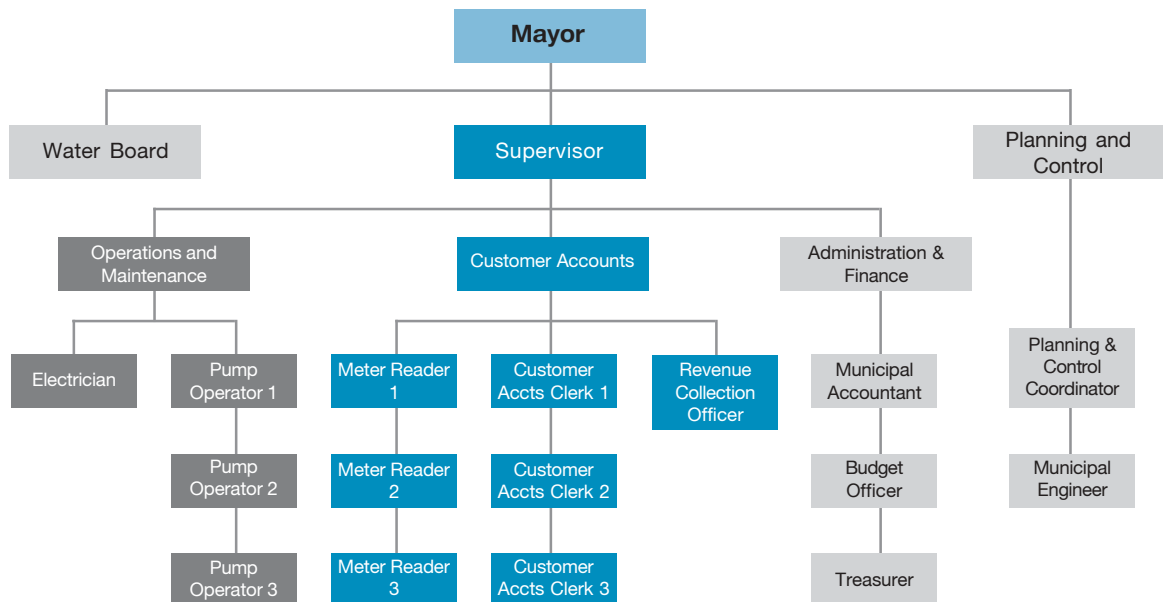 Mayor
Water Board
Supervisor
Planning and
Control
Operations and
Maintenance
Customer Accounts
Administration &
Finance
Electrician
Pump
Operator 1
Meter Reader
1
Customer
Accts Clerk 1
Revenue
Collection
Officer
Municipal
Accountant
Planning &
Control
Coordinator
Pump
Operator 2
Meter Reader
2
Customer
Accts Clerk 2
Budget
Officer
Municipal
Engineer
Pump
Operator 3
Meter Reader
3
Customer
Accts Clerk 3
Treasurer